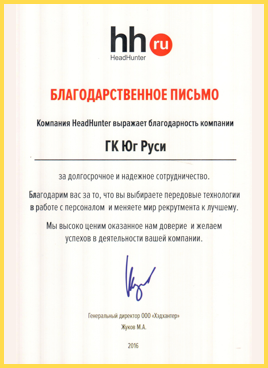 hh ru
HeadHunter
БЛАГОДАРСТВЕННОЕ ПИСЬМО
Компания HeadHunter выражает благодарность компании
ГК Юг Руси
за долгосрочное и надежное сотрудничество.
Благодарим вас за то, что вы выбираете передовые технологии
в работе с персоналом и меняете мир рекрутмента к лучшему.
Мы высоко ценим оказанное нам доверие и желаем
успехов в деятельности вашей компании.
Генеральный директор ООО «Хэдхантер»
Жуков М.А.
2016